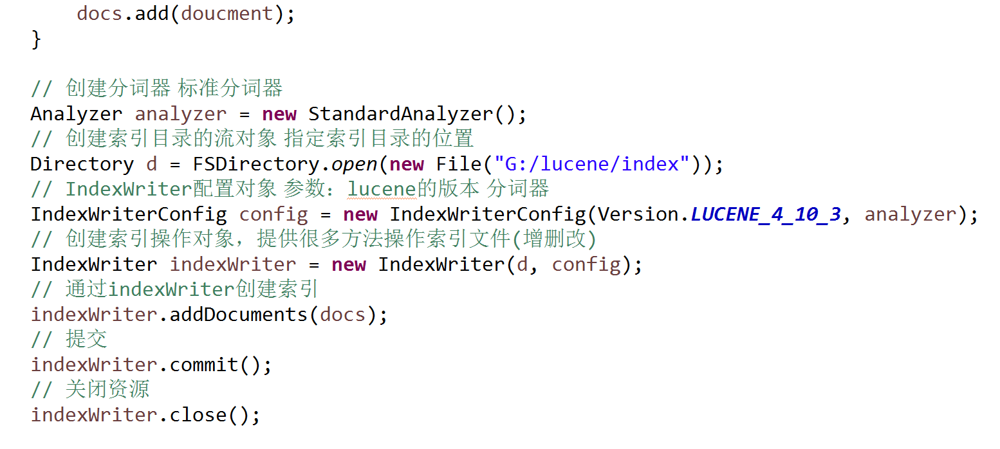 docs.add(doucment);
}
// 创建分词器 标准分词器
Analyzer analyzer = new StandardAnalyzer();
// 创建索引目录的流对象 指定索引目录的位置
Directory d = FSDirectory.open(new File("G:/lucene/index"));
// IndexWriter配置对象 参数：lucene的版本 分词器
IndexWriterConfig config = new IndexWriterConfig(Version.LUCENE_4_10_3, analyzer);
// 创建索引操作对象，提供很多方法操作索引文件(增删改)
IndexWriter indexWriter = new IndexWriter(d, config);
// 通过indexWriter创建索引
indexWriter.addDocuments(docs);
// 提交
indexWriter.commit();
// 关闭资源
indexWriter.close();